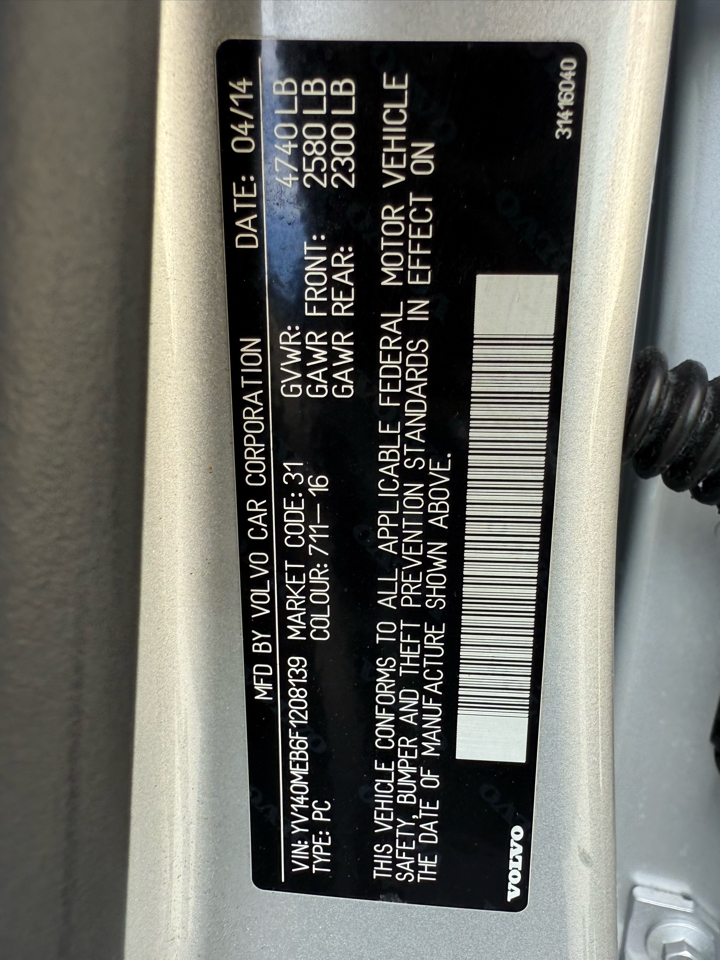 MFD BY VOLVO CAR CORPORATION DATE: 04/14
VIN: YV140MEB6F1208139 MARKET CODE: 31 GVWR: 4740 LB
TYPE: PC COLOUR: 711-16 GAWR FRONT: 2580 LB
GAWR REAR: 2300 LB
THIS VEHICLE CONFORMS TO ALL APPLICABLE FEDERAL MOTOR VEHICLE
SAFETY, BUMPER AND THEFT PREVENTION STANDARDS IN EFFECT ON
THE DATE OF MANUFACTURE SHOWN ABOVE.
VOLVO 31416040